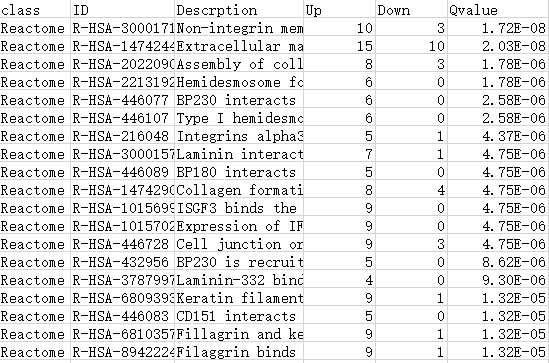 class ID Descrption Up Down Qvalue
Reactome R-HSA-3000171 Non-integrin mem 10 3 1.72E-08
Reactome R-HSA-1474244 Extracellular ma 15 10 2.03E-08
Reactome R-HSA-2022090 Assembly of coll 8 3 1.78E-06
Reactome R-HSA-2213192 Hemidesmosome fo 6 0 1.78E-06
Reactome R-HSA-446077 BP230 interacts 6 0 2.58E-06
Reactome R-HSA-446107 Type I hemidesmo 6 0 2.58E-06
Reactome R-HSA-216048 Integrins alpha3 5 1 4.37E-06
Reactome R-HSA-3000157 Laminin interact 7 1 4.75E-06
Reactome R-HSA-446089 BP180 interacts 5 0 4.75E-06
Reactome R-HSA-1474290 Collagen formati 8 4 4.75E-06
Reactome R-HSA-1015699 ISGF3 binds the 9 0 4.75E-06
Reactome R-HSA-1015702 Expression of IF 9 0 4.75E-06
Reactome R-HSA-446728 Cell junction or 9 3 4.75E-06
Reactome R-HSA-432956 BP230 is recruit 5 0 8.62E-06
Reactome R-HSA-3787997 Laminin-332 bind 4 0 9.30E-06
Reactome R-HSA-6809393 Keratin filament 9 1 1.32E-05
Reactome R-HSA-446083 CD151 interacts 5 0 1.32E-05
Reactome R-HSA-6810357 Fillagrin and ke 9 1 1.32E-05
Reactome R-HSA-8942224 Filaggrin binds 9 1 1.32E-05